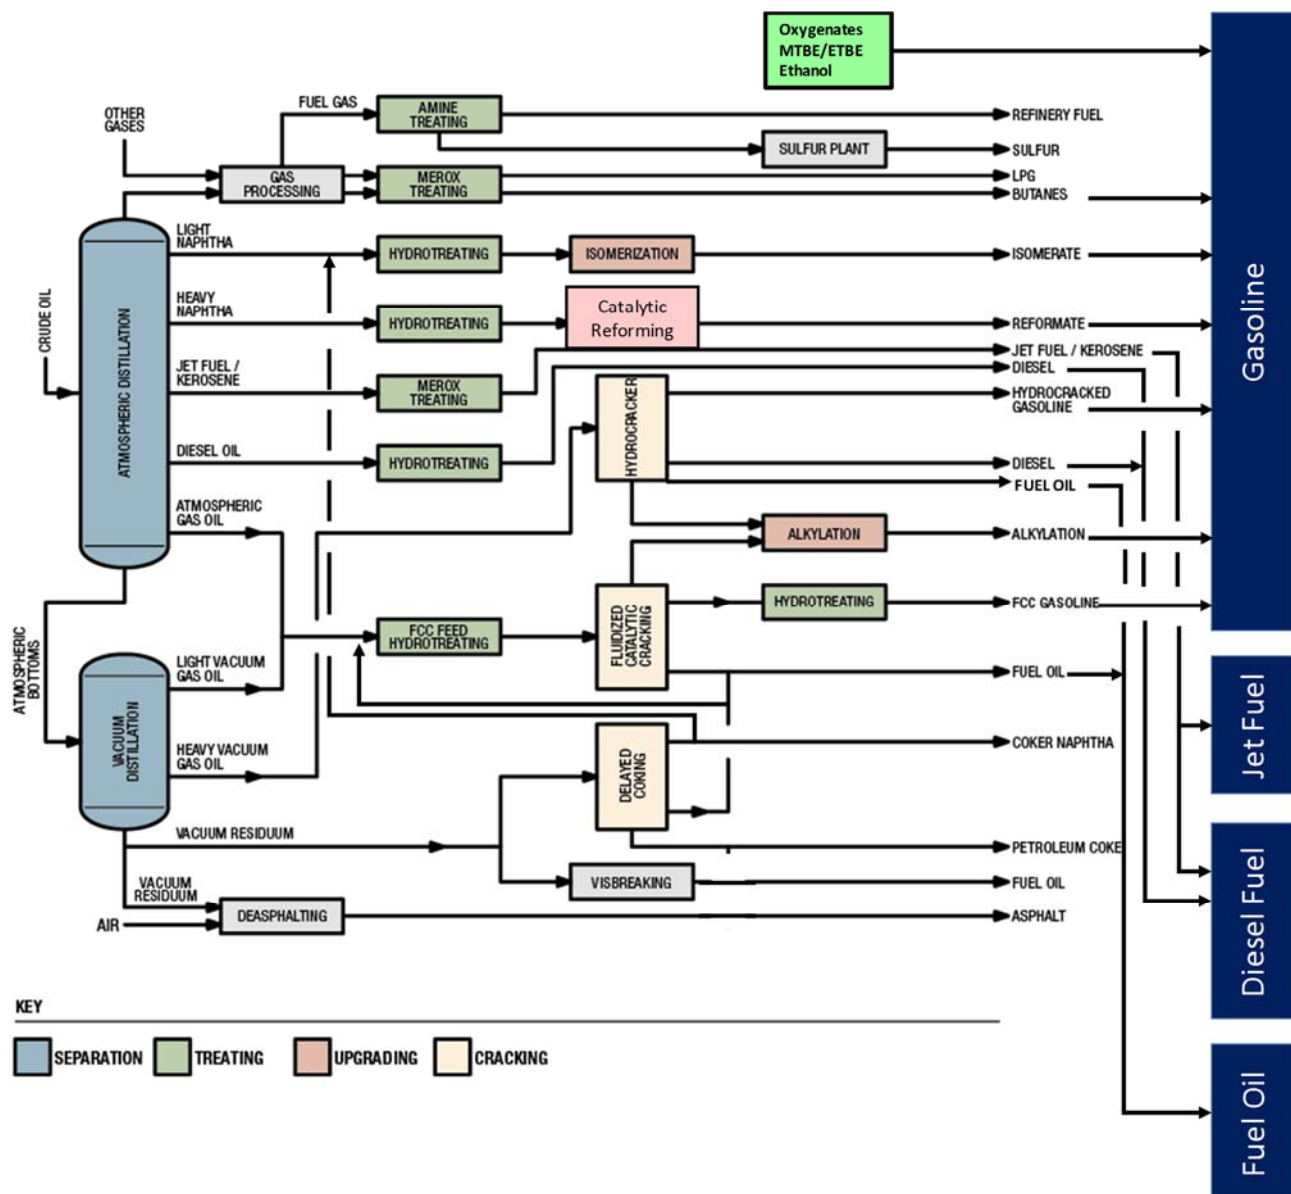 Oxygenates
MTBE/ETBE
Ethanol
FUEL GAS
AMINE
TREATING
REFINERY FUEL
OTHER
GASES
SULFUR PLANT
SULFUR
GAS
PROCESSING
MEROX
TREATING
LPG
BUTANES
LIGHT
NAPHTHA
HYDROTREATING
ISOMERIZATION
ISOMERATE
HEAVY
NAPHTHA
HYDROTREATING
Catalytic
Reforming
REFORMATE
CRUDE OIL
ATMOSPHERIC DISTILLATION
JET FUEL /
KEROSENE
MEROX
TREATING
JET FUEL / KEROSENE
DIESEL
HYDROCRACKER
HYDROCRACKED
GASOLINE
DIESEL OIL
HYDROTREATING
DIESEL
FUEL OIL
ATMOSPHERIC
GAS OIL
ALKYLATION
ALKYLATION
FCC FEED
HYDROTREATING
FLUIDIZED
CATALYTIC
CRACKING
HYDROTREATING
FCC GASOLINE
ATMOSPHERIC
BOTTOMS
LIGHT VACUUM
GAS OIL
FUEL OIL
VACUUM
DISTILLATION
HEAVY VACUUM
GAS OIL
DELAYED
COKING
COKER NAPHTHA
VACUUM RESIDUUM
PETROLEUM COKE
VACUUM
RESIDUUM
VISBREAKING
FUEL OIL
AIR
DEASPHALTING
ASPHALT
Gasoline
Jet Fuel
Diesel Fuel
Fuel Oil
KEY
SEPARATION
TREATING
UPGRADING
CRACKING